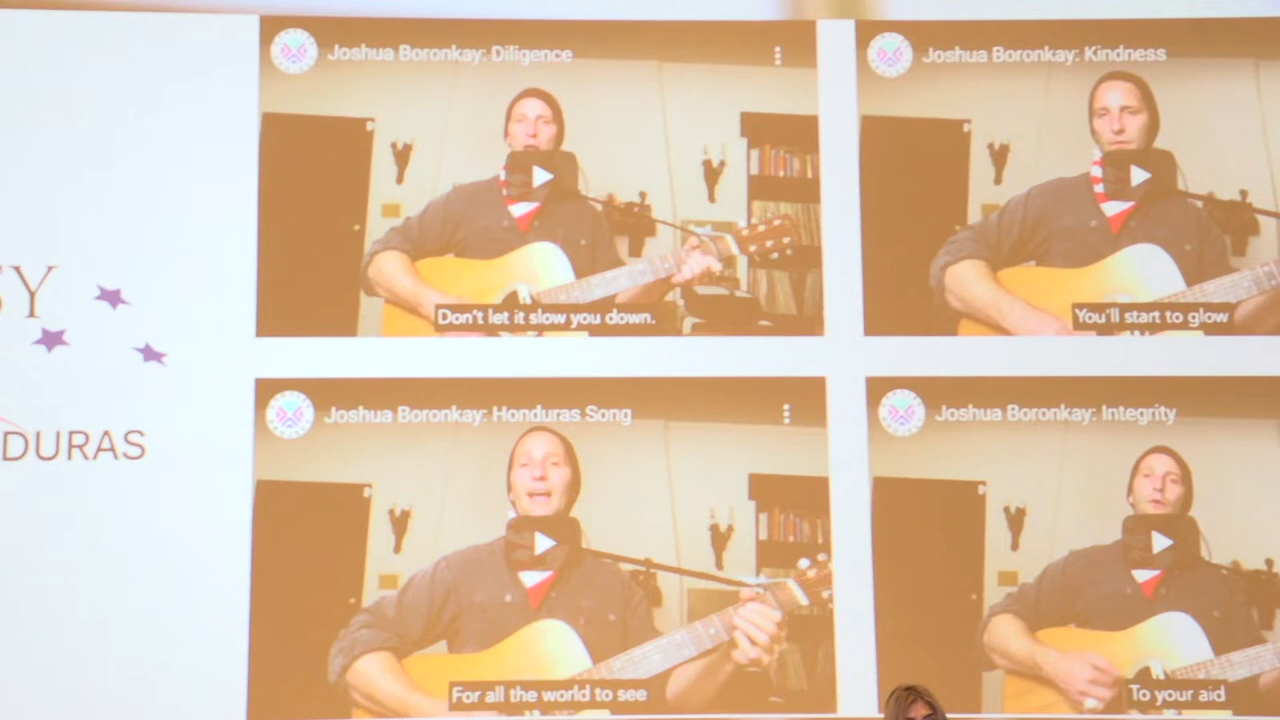 Joshua Boronkay: Diligence
Don't let it slow you down.
Joshua Boronkay: Kindness
You'll start to glow
Joshua Boronkay: Honduras Song
For all the world to see
Joshua Boronkay: Integrity
To your aid
SY
DURAS